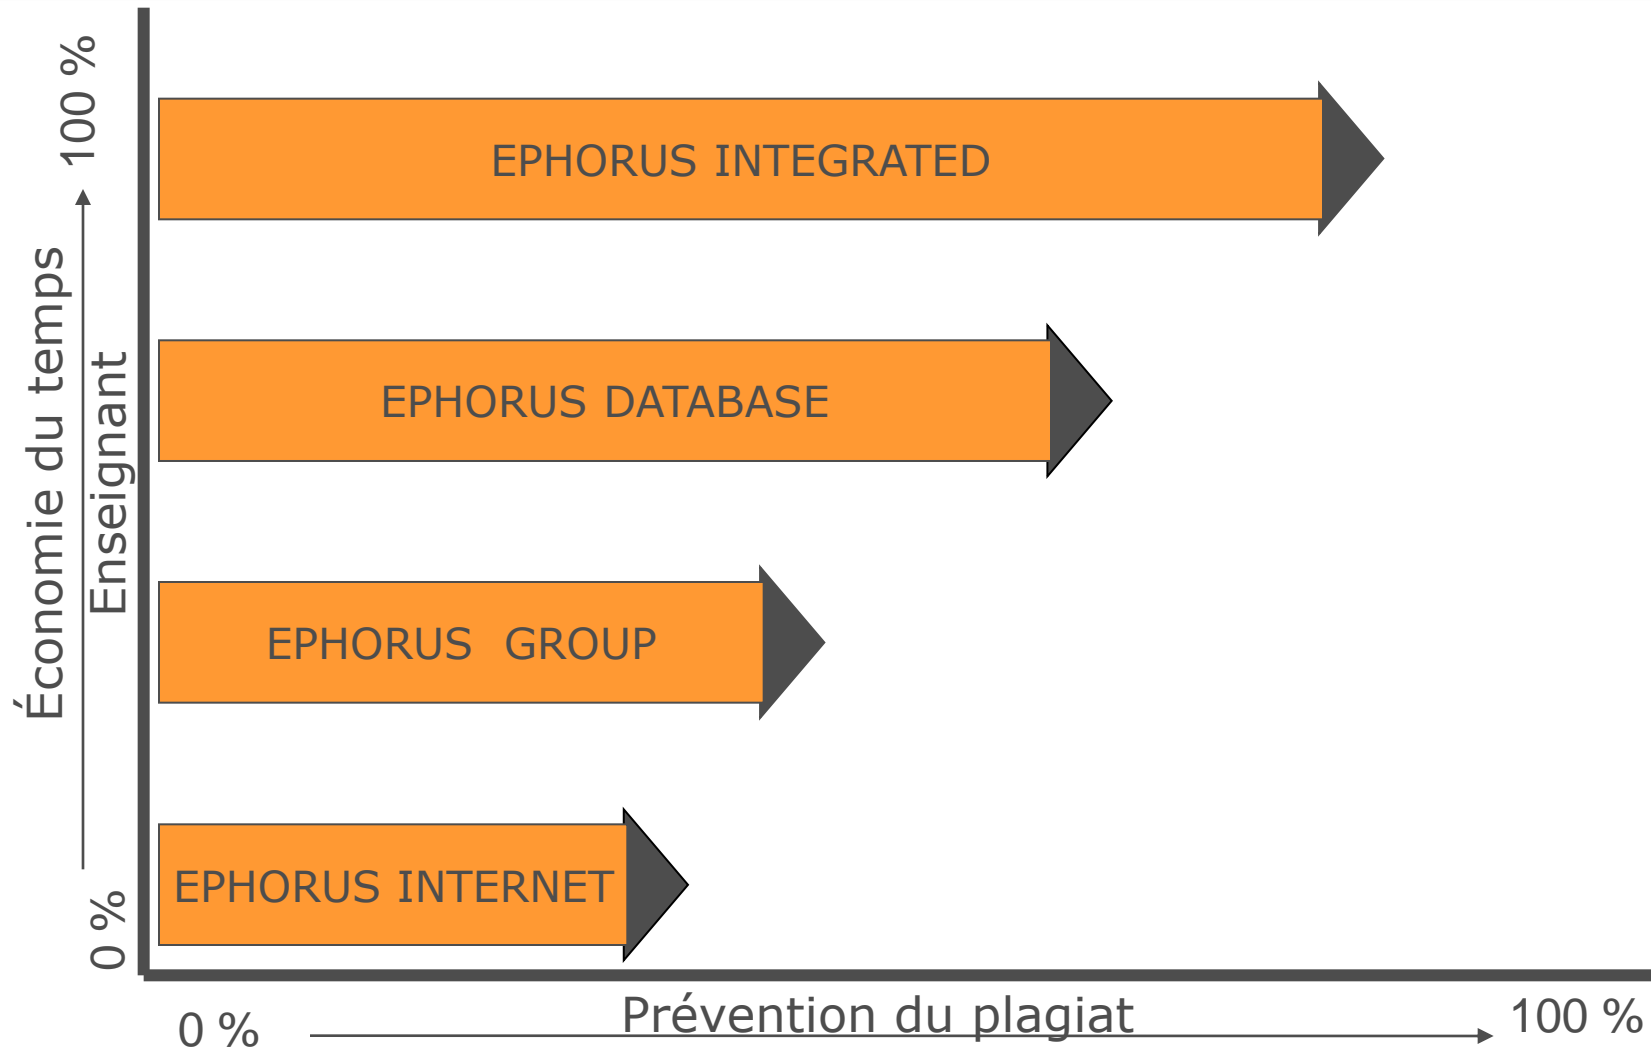 100 %
Économie du temps
Enseignant
0 %
EPHORUS INTEGRATED
EPHORUS DATABASE
EPHORUS GROUP
EPHORUS INTERNET
0 %
Prévention du plagiat
100 %